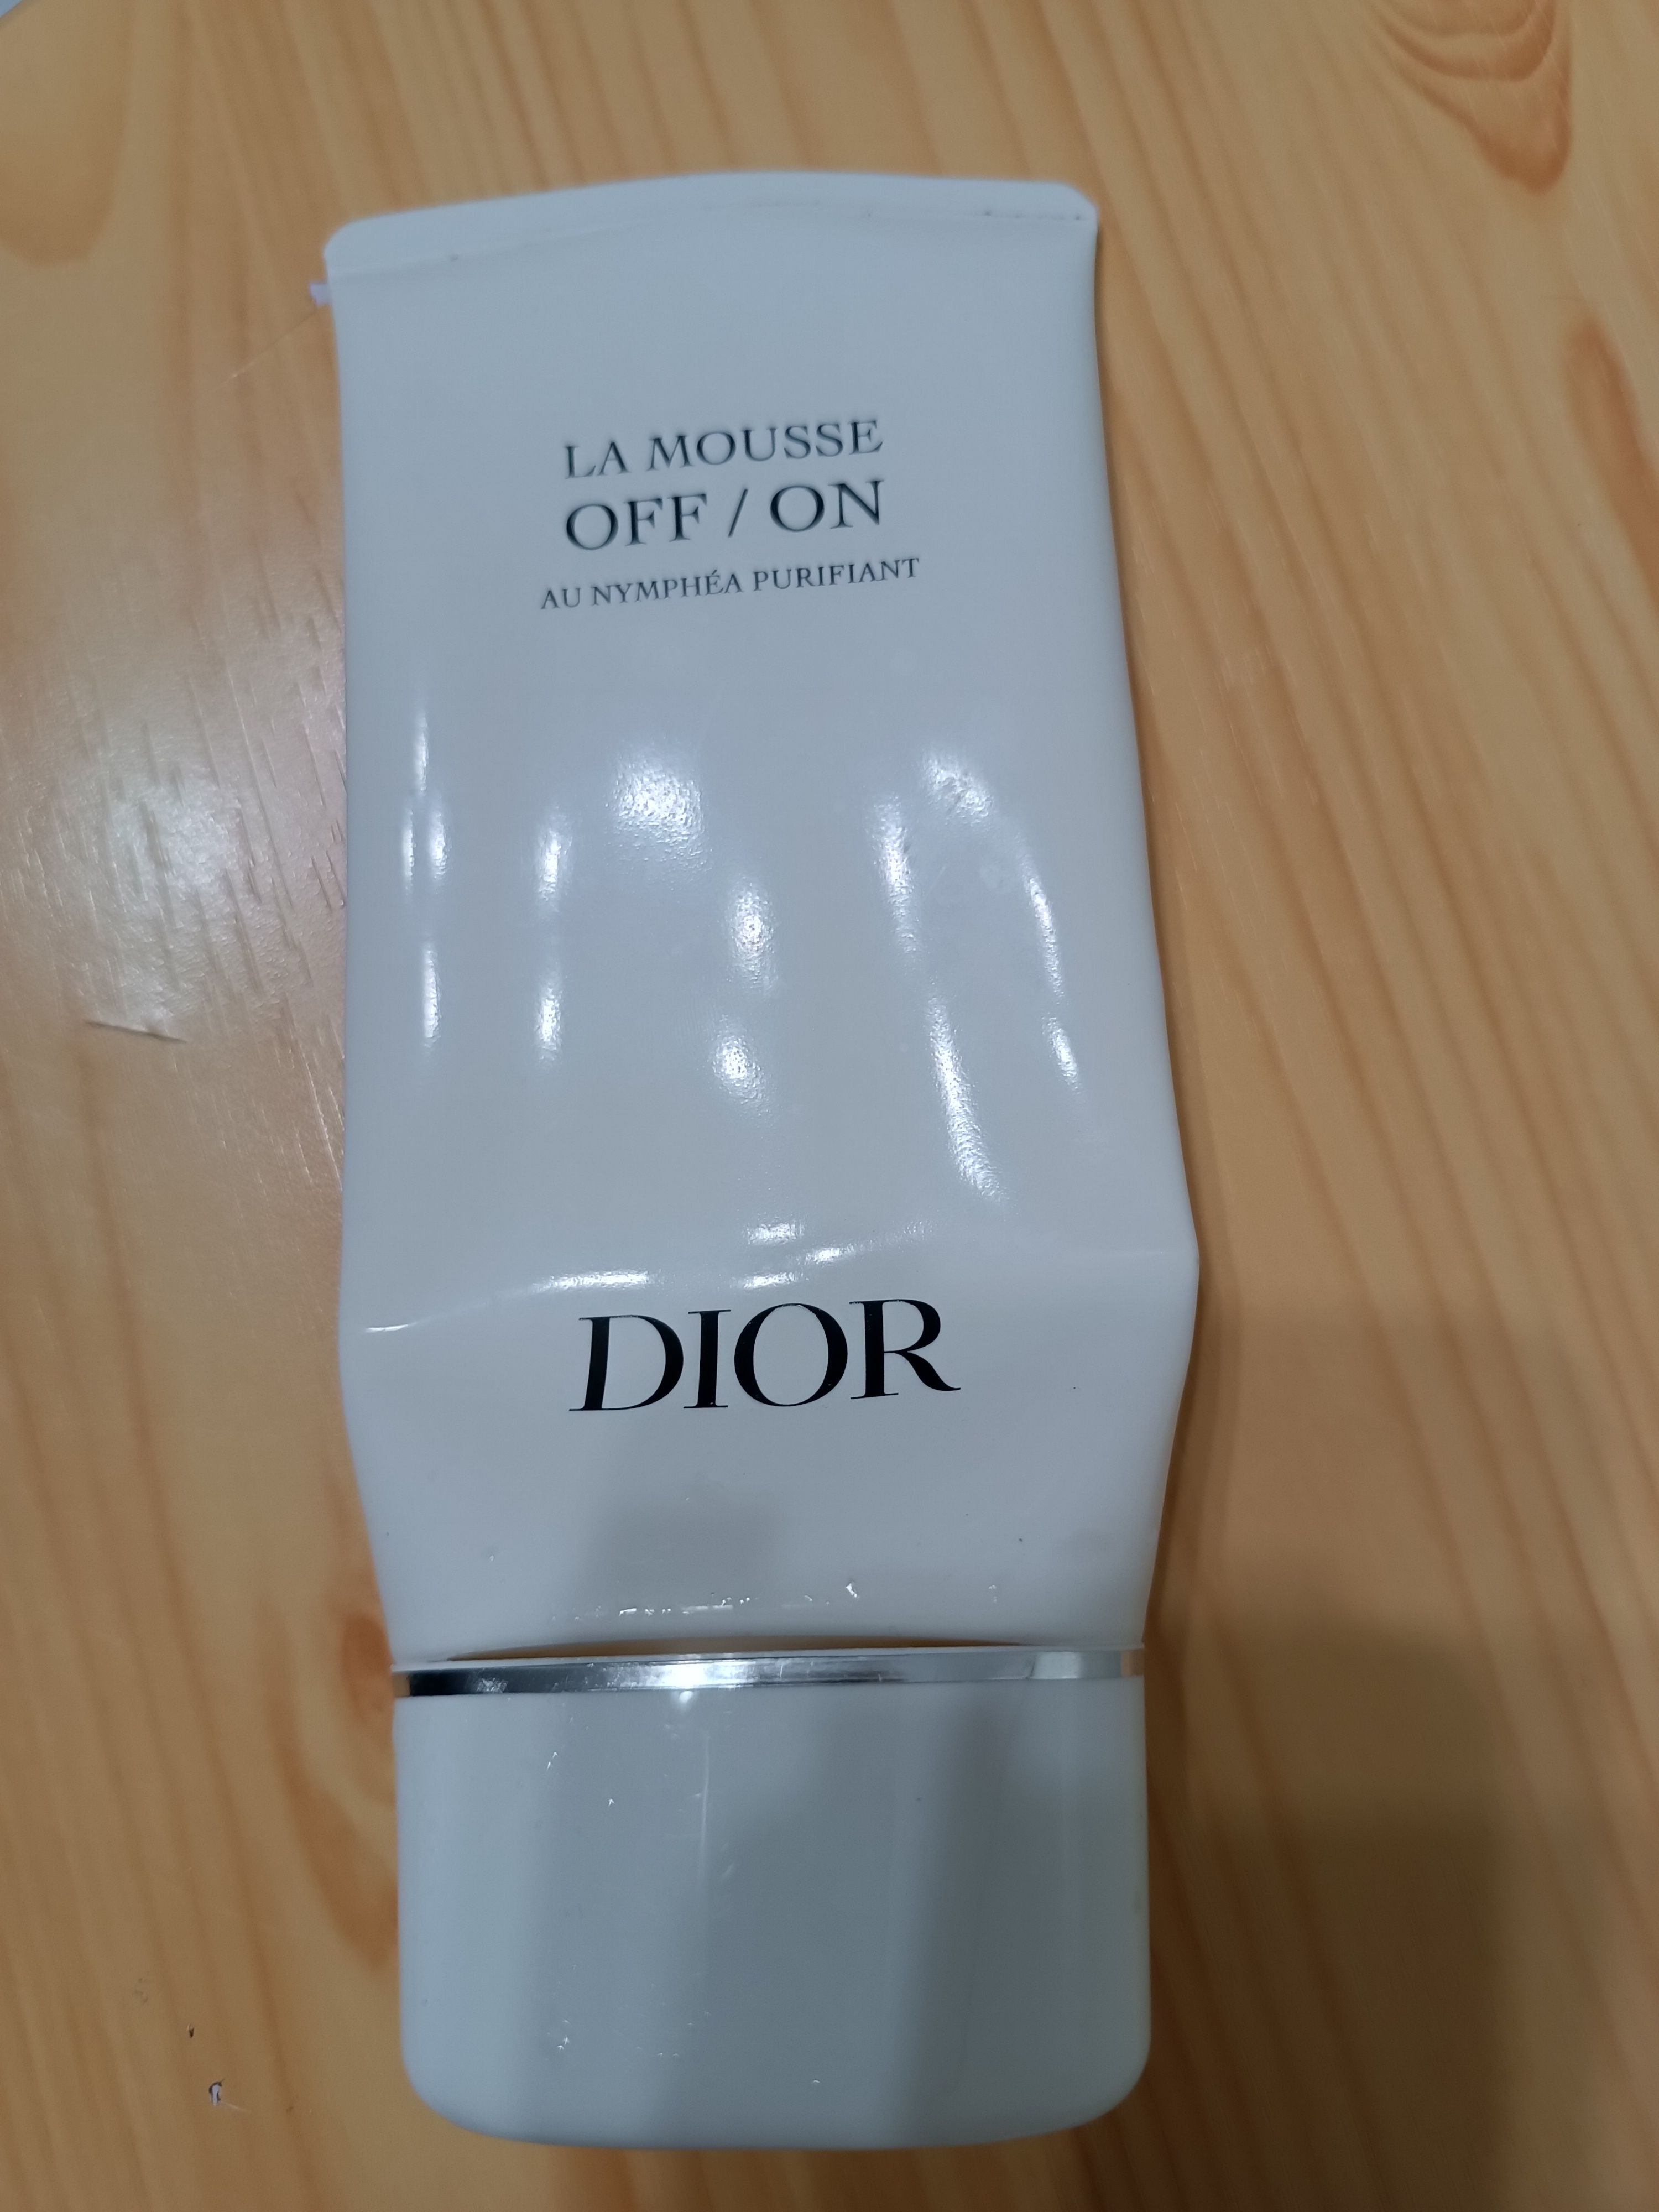 LA MOUSSE
OFF / ON
AU NYMPHÉA PURIFIANT
DIOR